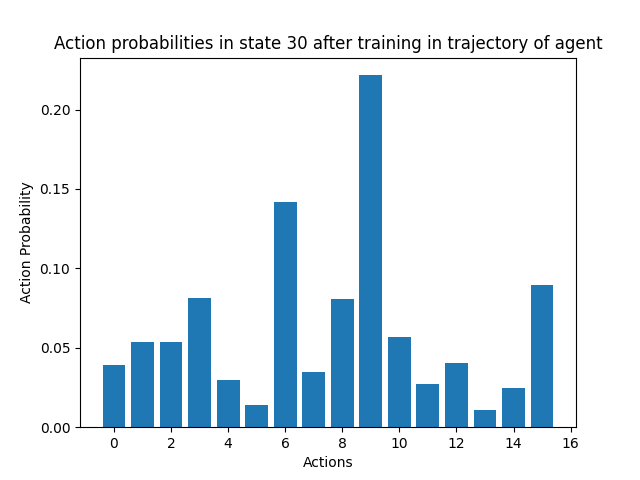 Action probabilities in state 30 after training in trajectory of agent
0.20
0.15
0.10
0.05
0.00
Action Probability
0 2 4 6 8 10 12 14 16
Actions